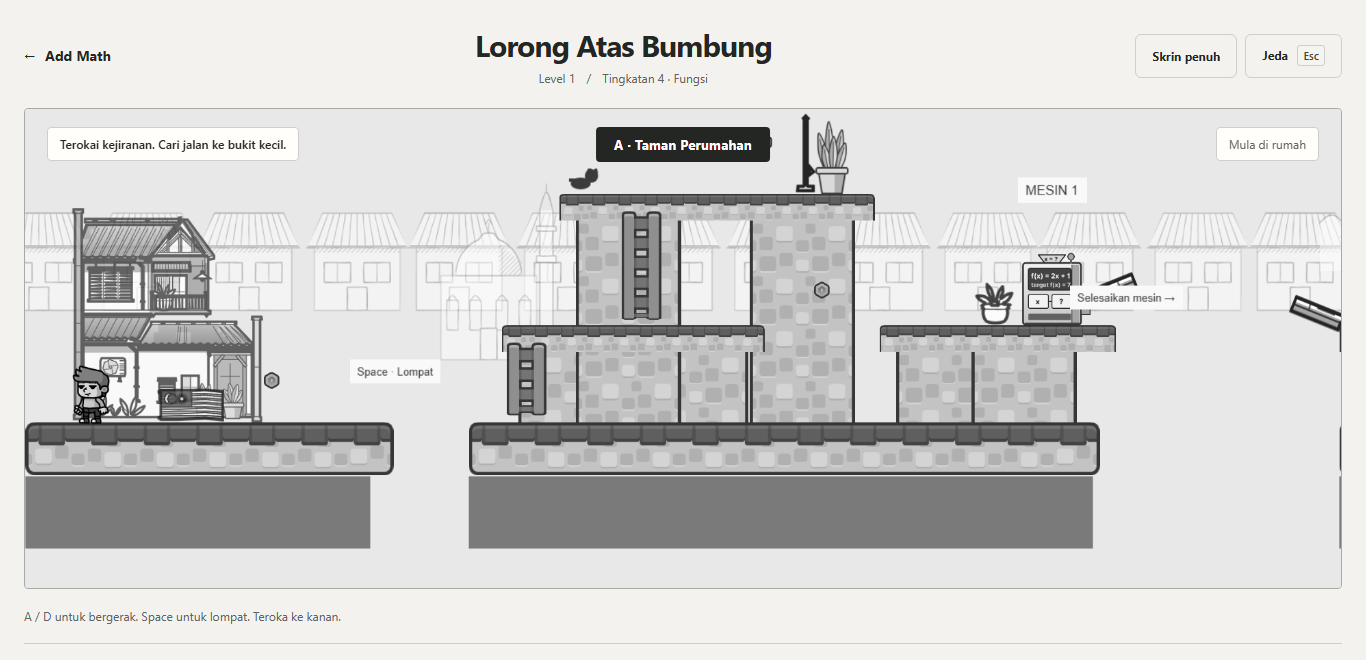 ← Add Math
Lorong Atas Bumbung
Level 1 / Tingkatan 4 · Fungsi
Skrin penuh
Jeda Esc
Terokai kejiranan. Cari jalan ke bukit kecil.
A · Taman Perumahan
Mula di rumah
MESIN 1
x = ?
f(x) = 2x + 1
target f(x) = 7
x ?
Selesaikan mesin →
Space · Lompat
A / D untuk bergerak. Space untuk lompat. Teroka ke kanan.